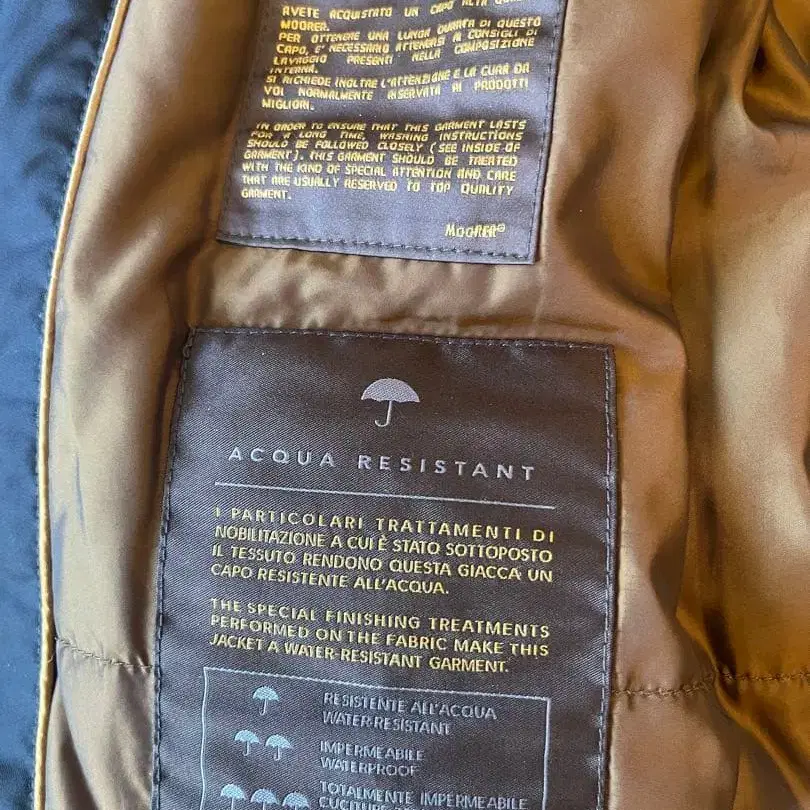 AVETE ACQUISTATO UN CAPO ALTA
MOORER.
PER OTTENERE UNA LUNGA DURATA DI QUESTO
CAPO, E' NECESSARIO ATTENERSI AI CONSIGLI DI
LAVAGGIO PRESENTI NELLA COMPOSIZIONE
INTERNA.
SI RICHIEDE INOLTRE L'ATTENZIONE E LA CURA DA
VOI NORMALMENTE RISERVATA AI PRODOTTI
MIGLIORI.
IN ORDER TO ENSURE THAT THIS GARMENT LASTS
FOR A LONG TIME, WASHING INSTRUCTIONS
SHOULD BE FOLLOWED CLOSELY (SEE INSIDE OF
GARMENT). THIS GARMENT SHOULD BE TREATED
WITH THE KIND OF SPECIAL ATTENTION AND CARE
THAT ARE USUALLY RESERVED TO TOP QUALITY
GARMENT.
MOORER®
ACQUA RESISTANT
I PARTICOLARI TRATTAMENTI DI
NOBILITAZIONE A CUI È STATO SOTTOPOSTO
IL TESSUTO RENDONO QUESTA GIACCA UN
CAPO RESISTENTE ALL'ACQUA.
THE SPECIAL FINISHING TREATMENTS
PERFORMED ON THE FABRIC MAKE THIS
JACKET A WATER-RESISTANT GARMENT.
RESISTENTE ALL'ACQUA
WATER-RESISTANT
IMPERMEABILE
WATERPROOF
TOTALMENTE IMPERMEABILE